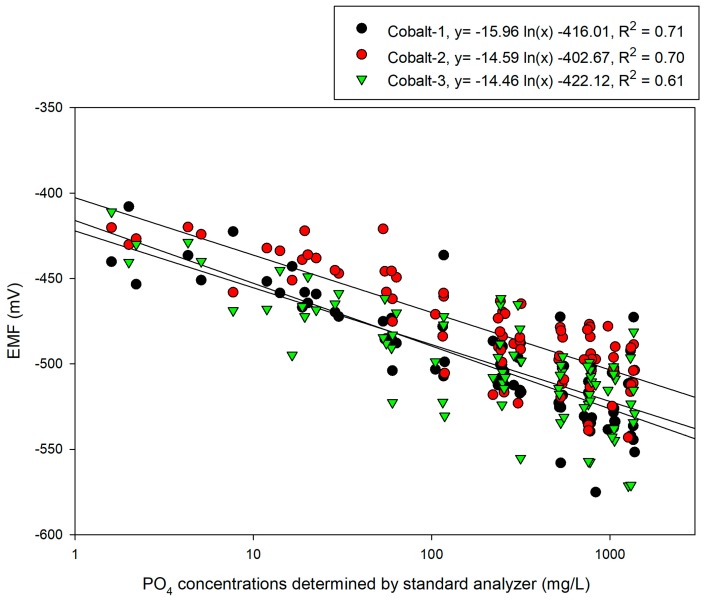 Cobalt-1, y= -15.96 ln(x) -416.01, R² = 0.71
Cobalt-2, y= -14.59 ln(x) -402.67, R² = 0.70
Cobalt-3, y= -14.46 ln(x) -422.12, R² = 0.61
-350
-400
-450
-500
-550
-600
EMF (mV)
1 10 100 1000
PO₄ concentrations determined by standard analyzer (mg/L)